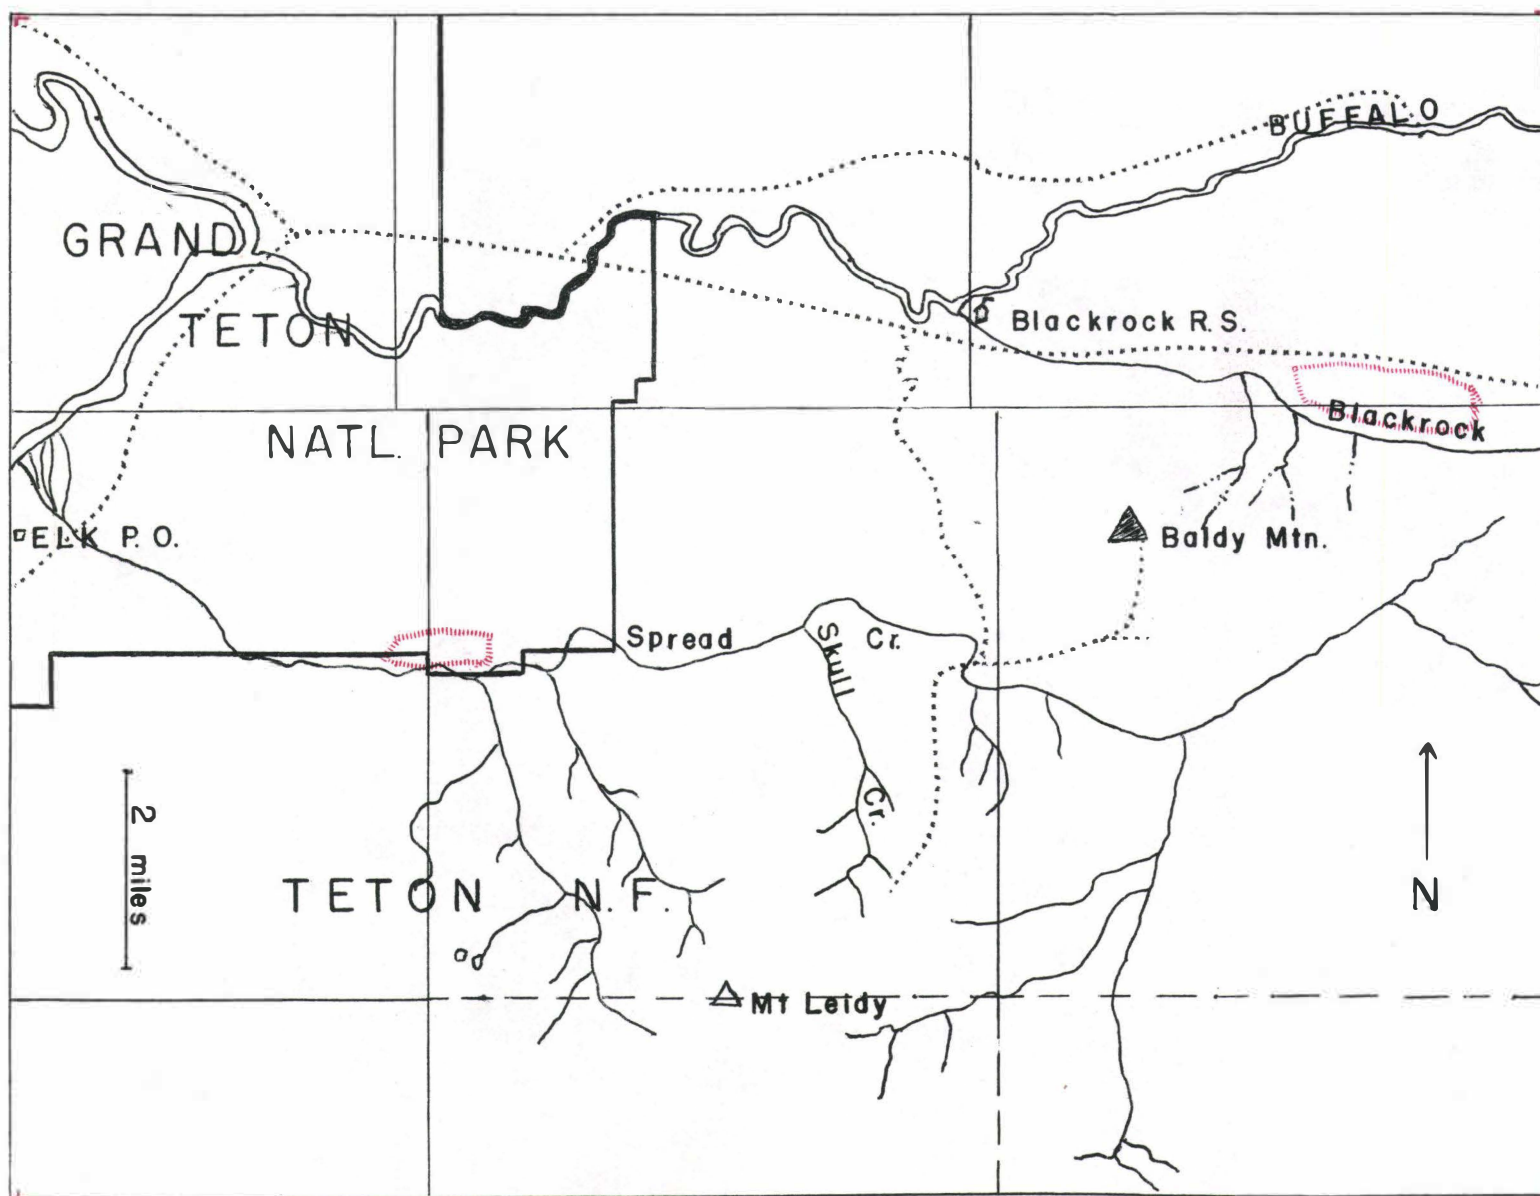 BUFFALO
GRAND
TETON
Blackrock R.S.
Blackrock
NATL. PARK
ELK P.O.
Baldy Mtn.
Spread Cr.
Skull Cr.
2 miles
TETON N.F.
N
Mt Leidy